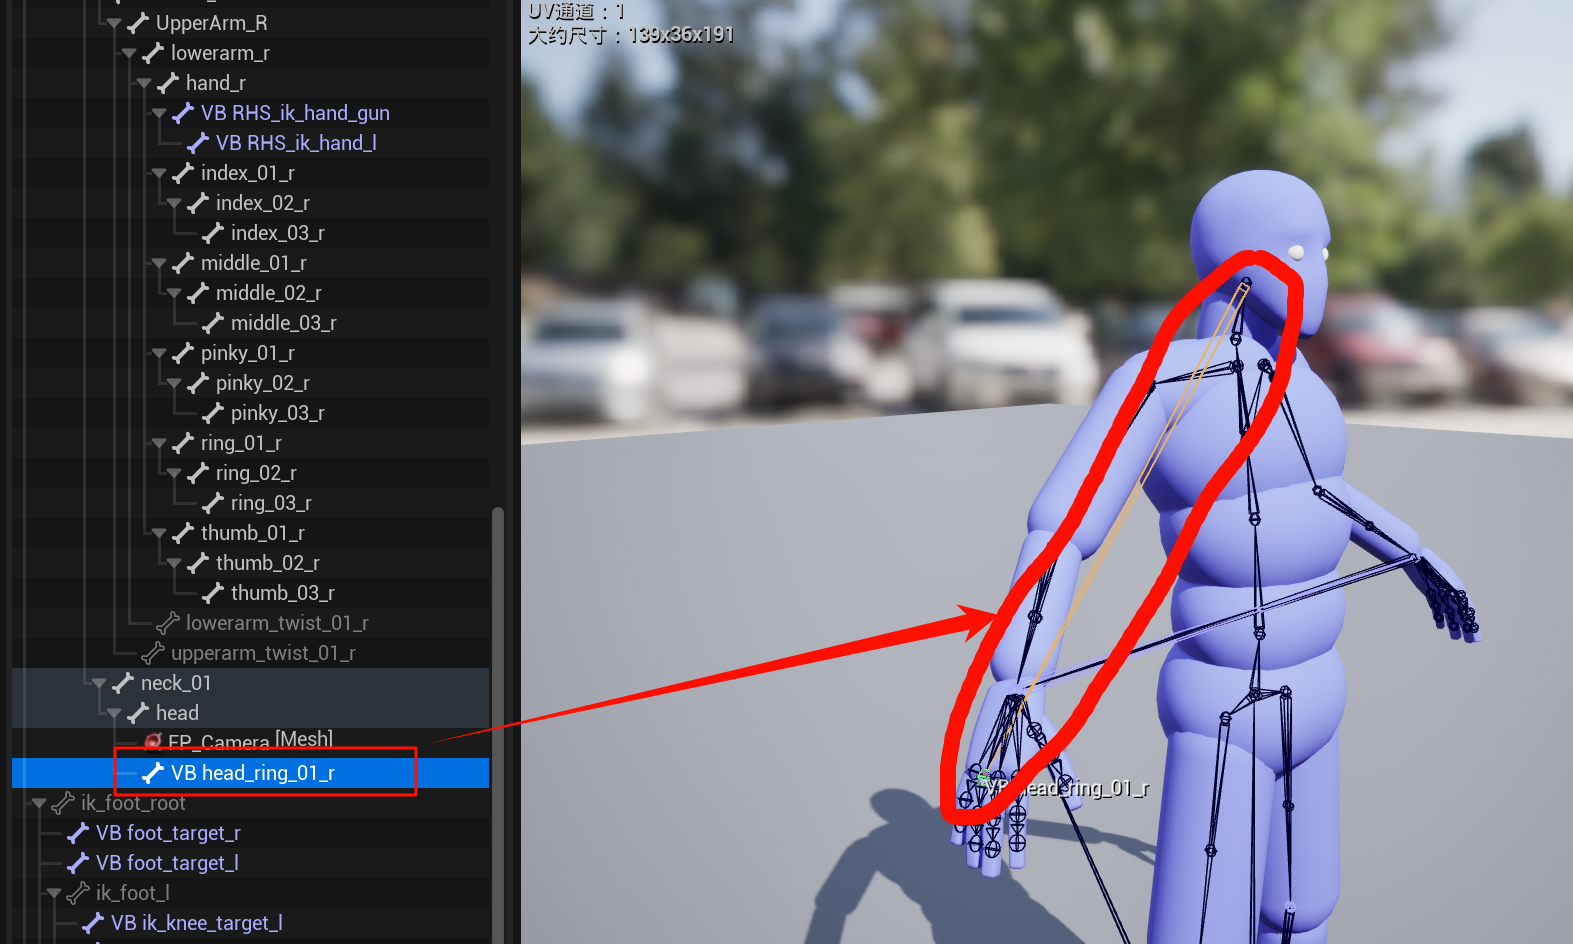 UpperArm_R
lowerarm_r
hand_r
VB RHS_ik_hand_gun
VB RHS_ik_hand_l
index_01_r
index_02_r
index_03_r
middle_01_r
middle_02_r
middle_03_r
pinky_01_r
pinky_02_r
pinky_03_r
ring_01_r
ring_02_r
ring_03_r
thumb_01_r
thumb_02_r
thumb_03_r
lowerarm_twist_01_r
upperarm_twist_01_r
neck_01
head
FP_Camera [Mesh]
VB head_ring_01_r
ik_foot_root
VB foot_target_r
VB foot_target_l
ik_foot_l
VB ik_knee_target_l
UV通道：1
大约尺寸：139x36x191
VB head_ring_01_r